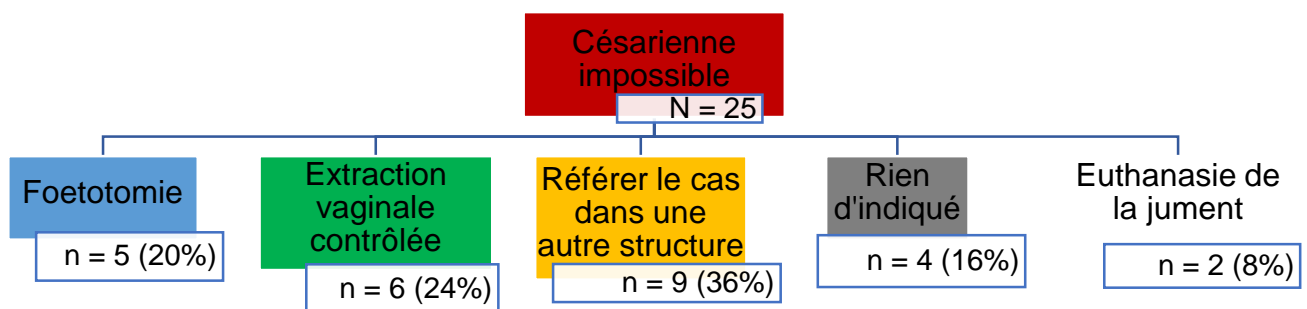 Césarienne
impossible
N = 25
Foetotomie
n = 5 (20%)
Extraction
vaginale
contrôlée
n = 6 (24%)
Référer le cas
dans une
autre structure
n = 9 (36%)
Rien
d'indiqué
n = 4 (16%)
Euthanasie de
la jument
n = 2 (8%)